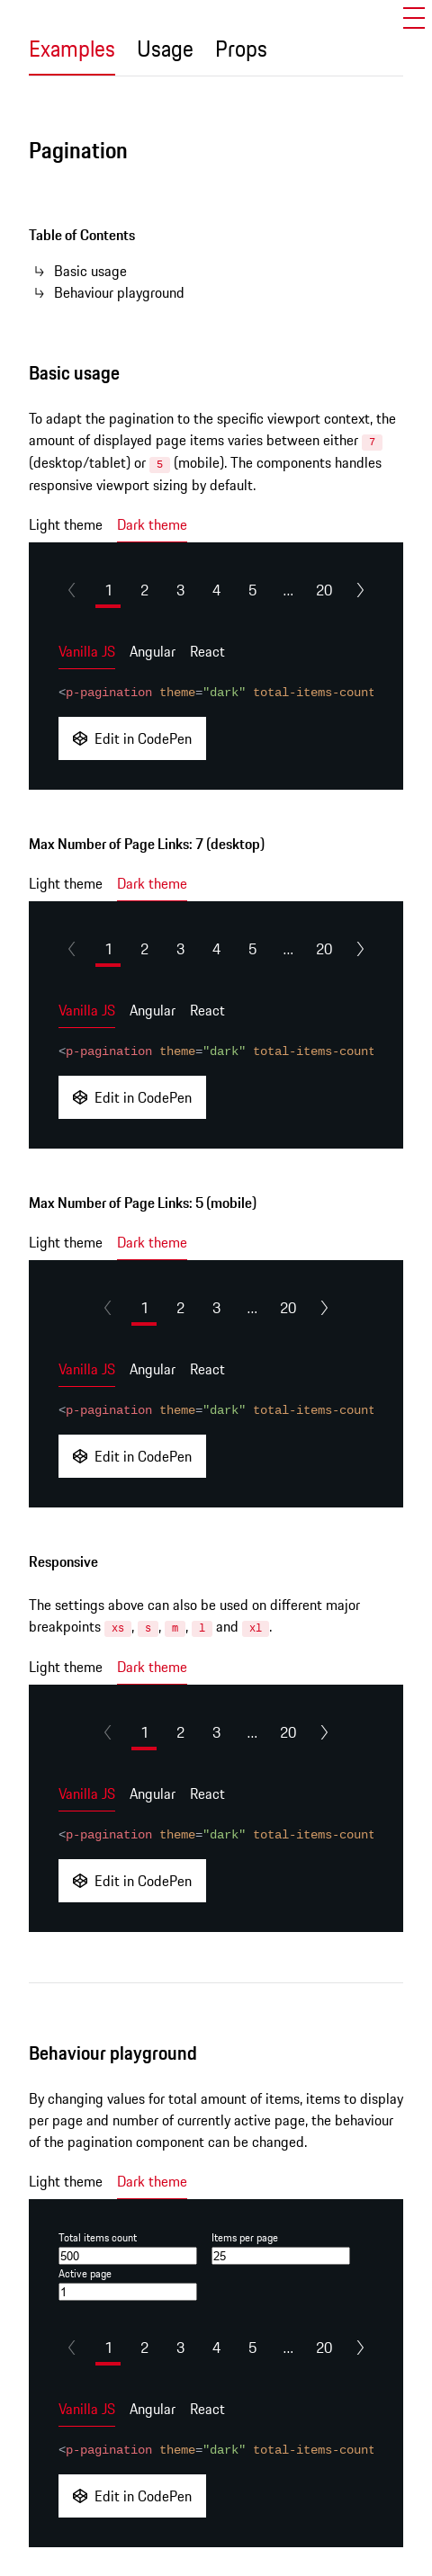 Examples Usage Props
Pagination
Table of Contents
Basic usage
Behaviour playground
Basic usage
To adapt the pagination to the specific viewport context, the
amount of displayed page items varies between either 7
(desktop/tablet) or 5 (mobile). The components handles
responsive viewport sizing by default.
Light theme Dark theme
1 2 3 4 5 ... 20
Vanilla JS Angular React
<p-pagination theme="dark" total-items-count
Edit in CodePen
Max Number of Page Links: 7 (desktop)
Light theme Dark theme
1 2 3 4 5 ... 20
Vanilla JS Angular React
<p-pagination theme="dark" total-items-count
Edit in CodePen
Max Number of Page Links: 5 (mobile)
Light theme Dark theme
1 2 3 ... 20
Vanilla JS Angular React
<p-pagination theme="dark" total-items-count
Edit in CodePen
Responsive
The settings above can also be used on different major
breakpoints xs, s, m, l and xl.
Light theme Dark theme
1 2 3 ... 20
Vanilla JS Angular React
<p-pagination theme="dark" total-items-count
Edit in CodePen
Behaviour playground
By changing values for total amount of items, items to display
per page and number of currently active page, the behaviour
of the pagination component can be changed.
Light theme Dark theme
Total items count Items per page
500 25
Active page
1
1 2 3 4 5 ... 20
Vanilla JS Angular React
<p-pagination theme="dark" total-items-count
Edit in CodePen